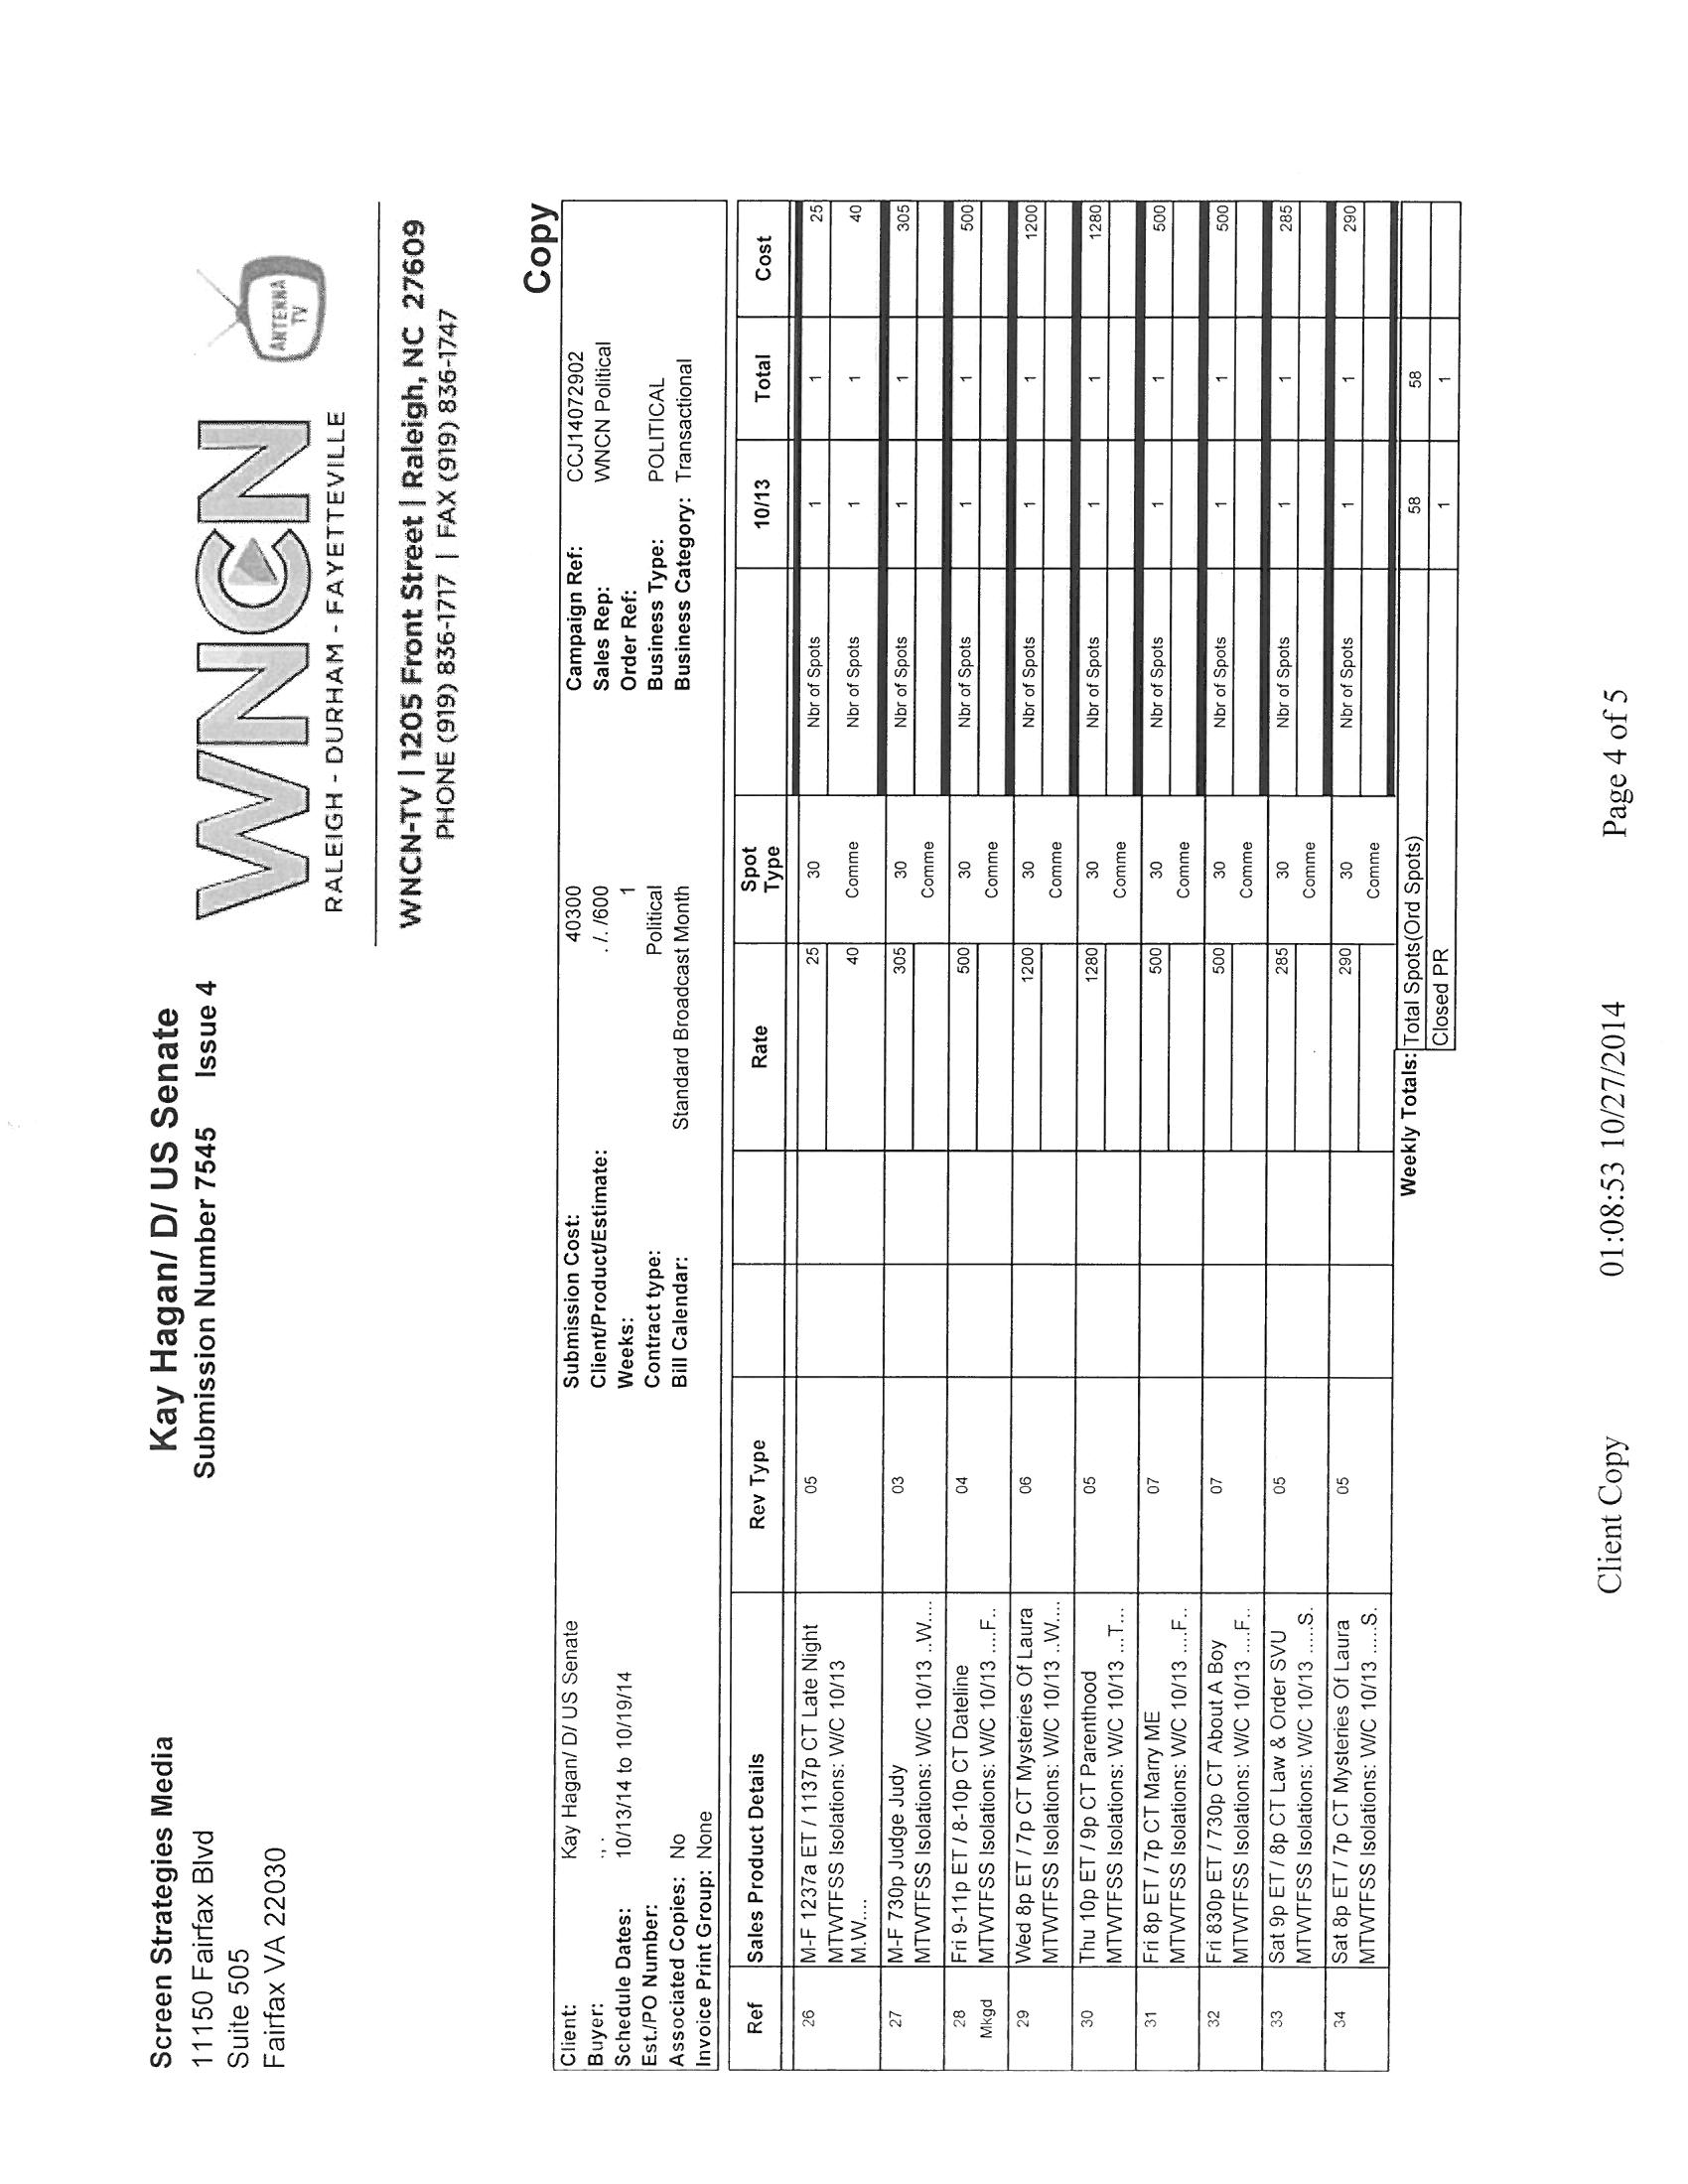 Screen Strategies Media
11150 Fairfax Blvd
Suite 505
Fairfax VA 22030
Kay Hagan/ D/ US Senate
Submission Number 7545 Issue 4
WNCN
ANTENNA TV
RALEIGH - DURHAM - FAYETTEVILLE
WNCN-TV | 1205 Front Street | Raleigh, NC 27609
PHONE (919) 836-1717 | FAX (919) 836-1747
Copy
Client: Kay Hagan/ D/ US Senate Submission Cost: 40300 Campaign Ref: CCJ14072902
Buyer: ., . Client/Product/Estimate: . /. /600 Sales Rep: WNCN Political
Schedule Dates: 10/13/14 to 10/19/14 Weeks: 1 Order Ref:
Est./PO Number: Contract type: Political Business Type: POLITICAL
Associated Copies: No Bill Calendar: Standard Broadcast Month Business Category: Transactional
Invoice Print Group: None
Ref Sales Product Details Rev Type Rate Spot Type 10/13 Total Cost
26 M-F 1237a ET / 1137p CT Late Night 05 25 30 Nbr of Spots 1 1 25
MTWTFSS Isolations: W/C 10/13 40 Comme Nbr of Spots 1 1 40
M.W....
27 M-F 730p Judge Judy 03 305 30 Nbr of Spots 1 1 305
MTWTFSS Isolations: W/C 10/13 ..W.... Comme
28 Fri 9-11p ET / 8-10p CT Dateline 04 500 30 Nbr of Spots 1 1 500
Mkgd MTWTFSS Isolations: W/C 10/13 ....F.. Comme
29 Wed 8p ET / 7p CT Mysteries Of Laura 06 1200 30 Nbr of Spots 1 1 1200
MTWTFSS Isolations: W/C 10/13 ..W.... Comme
30 Thu 10p ET / 9p CT Parenthood 05 1280 30 Nbr of Spots 1 1 1280
MTWTFSS Isolations: W/C 10/13 ...T... Comme
31 Fri 8p ET / 7p CT Marry ME 07 500 30 Nbr of Spots 1 1 500
MTWTFSS Isolations: W/C 10/13 ....F.. Comme
32 Fri 830p ET / 730p CT About A Boy 07 500 30 Nbr of Spots 1 1 500
MTWTFSS Isolations: W/C 10/13 ....F.. Comme
33 Sat 9p ET / 8p CT Law & Order SVU 05 285 30 Nbr of Spots 1 1 285
MTWTFSS Isolations: W/C 10/13 .....S. Comme
34 Sat 8p ET / 7p CT Mysteries Of Laura 05 290 30 Nbr of Spots 1 1 290
MTWTFSS Isolations: W/C 10/13 .....S. Comme
Weekly Totals: Total Spots(Ord Spots) 58 58
Closed PR 1 1
Client Copy 01:08:53 10/27/2014 Page 4 of 5